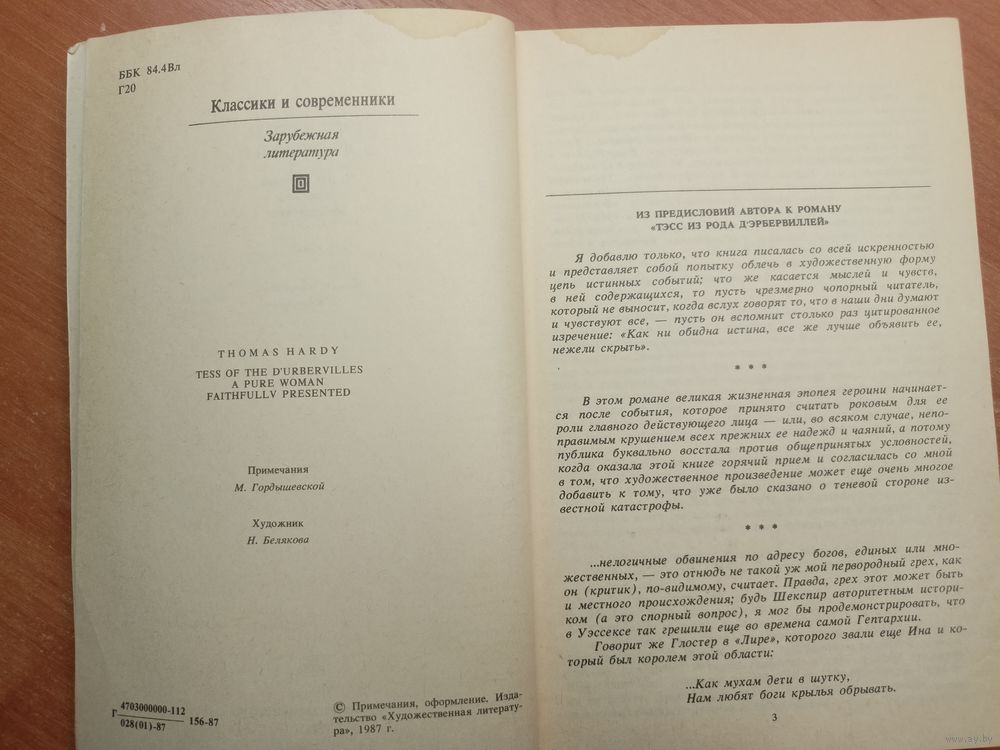 ББК 84.4Вл
Г20
Классики и современники
Зарубежная
литература
THOMAS HARDY
TESS OF THE D'URBERVILLES
A PURE WOMAN
FAITHFULLV PRESENTED
Примечания
М. Гордышевской
Художник
Н. Белякова
Г 4703000000-112
028(01)-87 156-87
© Примечания, оформление. Изда-
тельство «Художественная литерату-
ра», 1987 г.
ИЗ ПРЕДИСЛОВИЙ АВТОРА К РОМАНУ
«ТЭСС ИЗ РОДА Д'ЭРБЕРВИЛЛЕЙ»
Я добавлю только, что книга писалась со всей искренностью
и представляет собой попытку облечь в художественную форму
цепь истинных событий; что же касается мыслей и чувств,
в ней содержащихся, то пусть чрезмерно чопорный читатель,
который не выносит, когда вслух говорят то, что в наши дни думают
и чувствуют все, — пусть он вспомнит столько раз цитированное
изречение: «Как ни обидна истина, все же лучше объявить ее,
нежели скрыть».
* * *
В этом романе великая жизненная эпопея героини начинает-
ся после события, которое принято считать роковым для ее
роли главного действующего лица — или, во всяком случае, непо-
правимым крушением всех прежних ее надежд и чаяний, а потому
публика буквально восстала против общепринятых условностей,
когда оказала этой книге горячий прием и согласилась со мной
в том, что художественное произведение может еще очень многое
добавить к тому, что уже было сказано о теневой стороне из-
вестной катастрофы.
* * *
...нелогичные обвинения по адресу богов, единых или мно-
жественных, — это отнюдь не такой уж мой первородный грех, как
он (критик), по-видимому, считает. Правда, грех этот может быть
и местного происхождения; будь Шекспир авторитетным истори-
ком (а это спорный вопрос), я мог бы продемонстрировать, что
в Уэссексе так грешили еще во времена самой Гептархии.
Говорит же Глостер в «Лире», которого звали еще Ина и ко-
торый был королем этой области:
...Как мухам дети в шутку,
Нам любят боги крылья обрывать.
3
www.ay.by